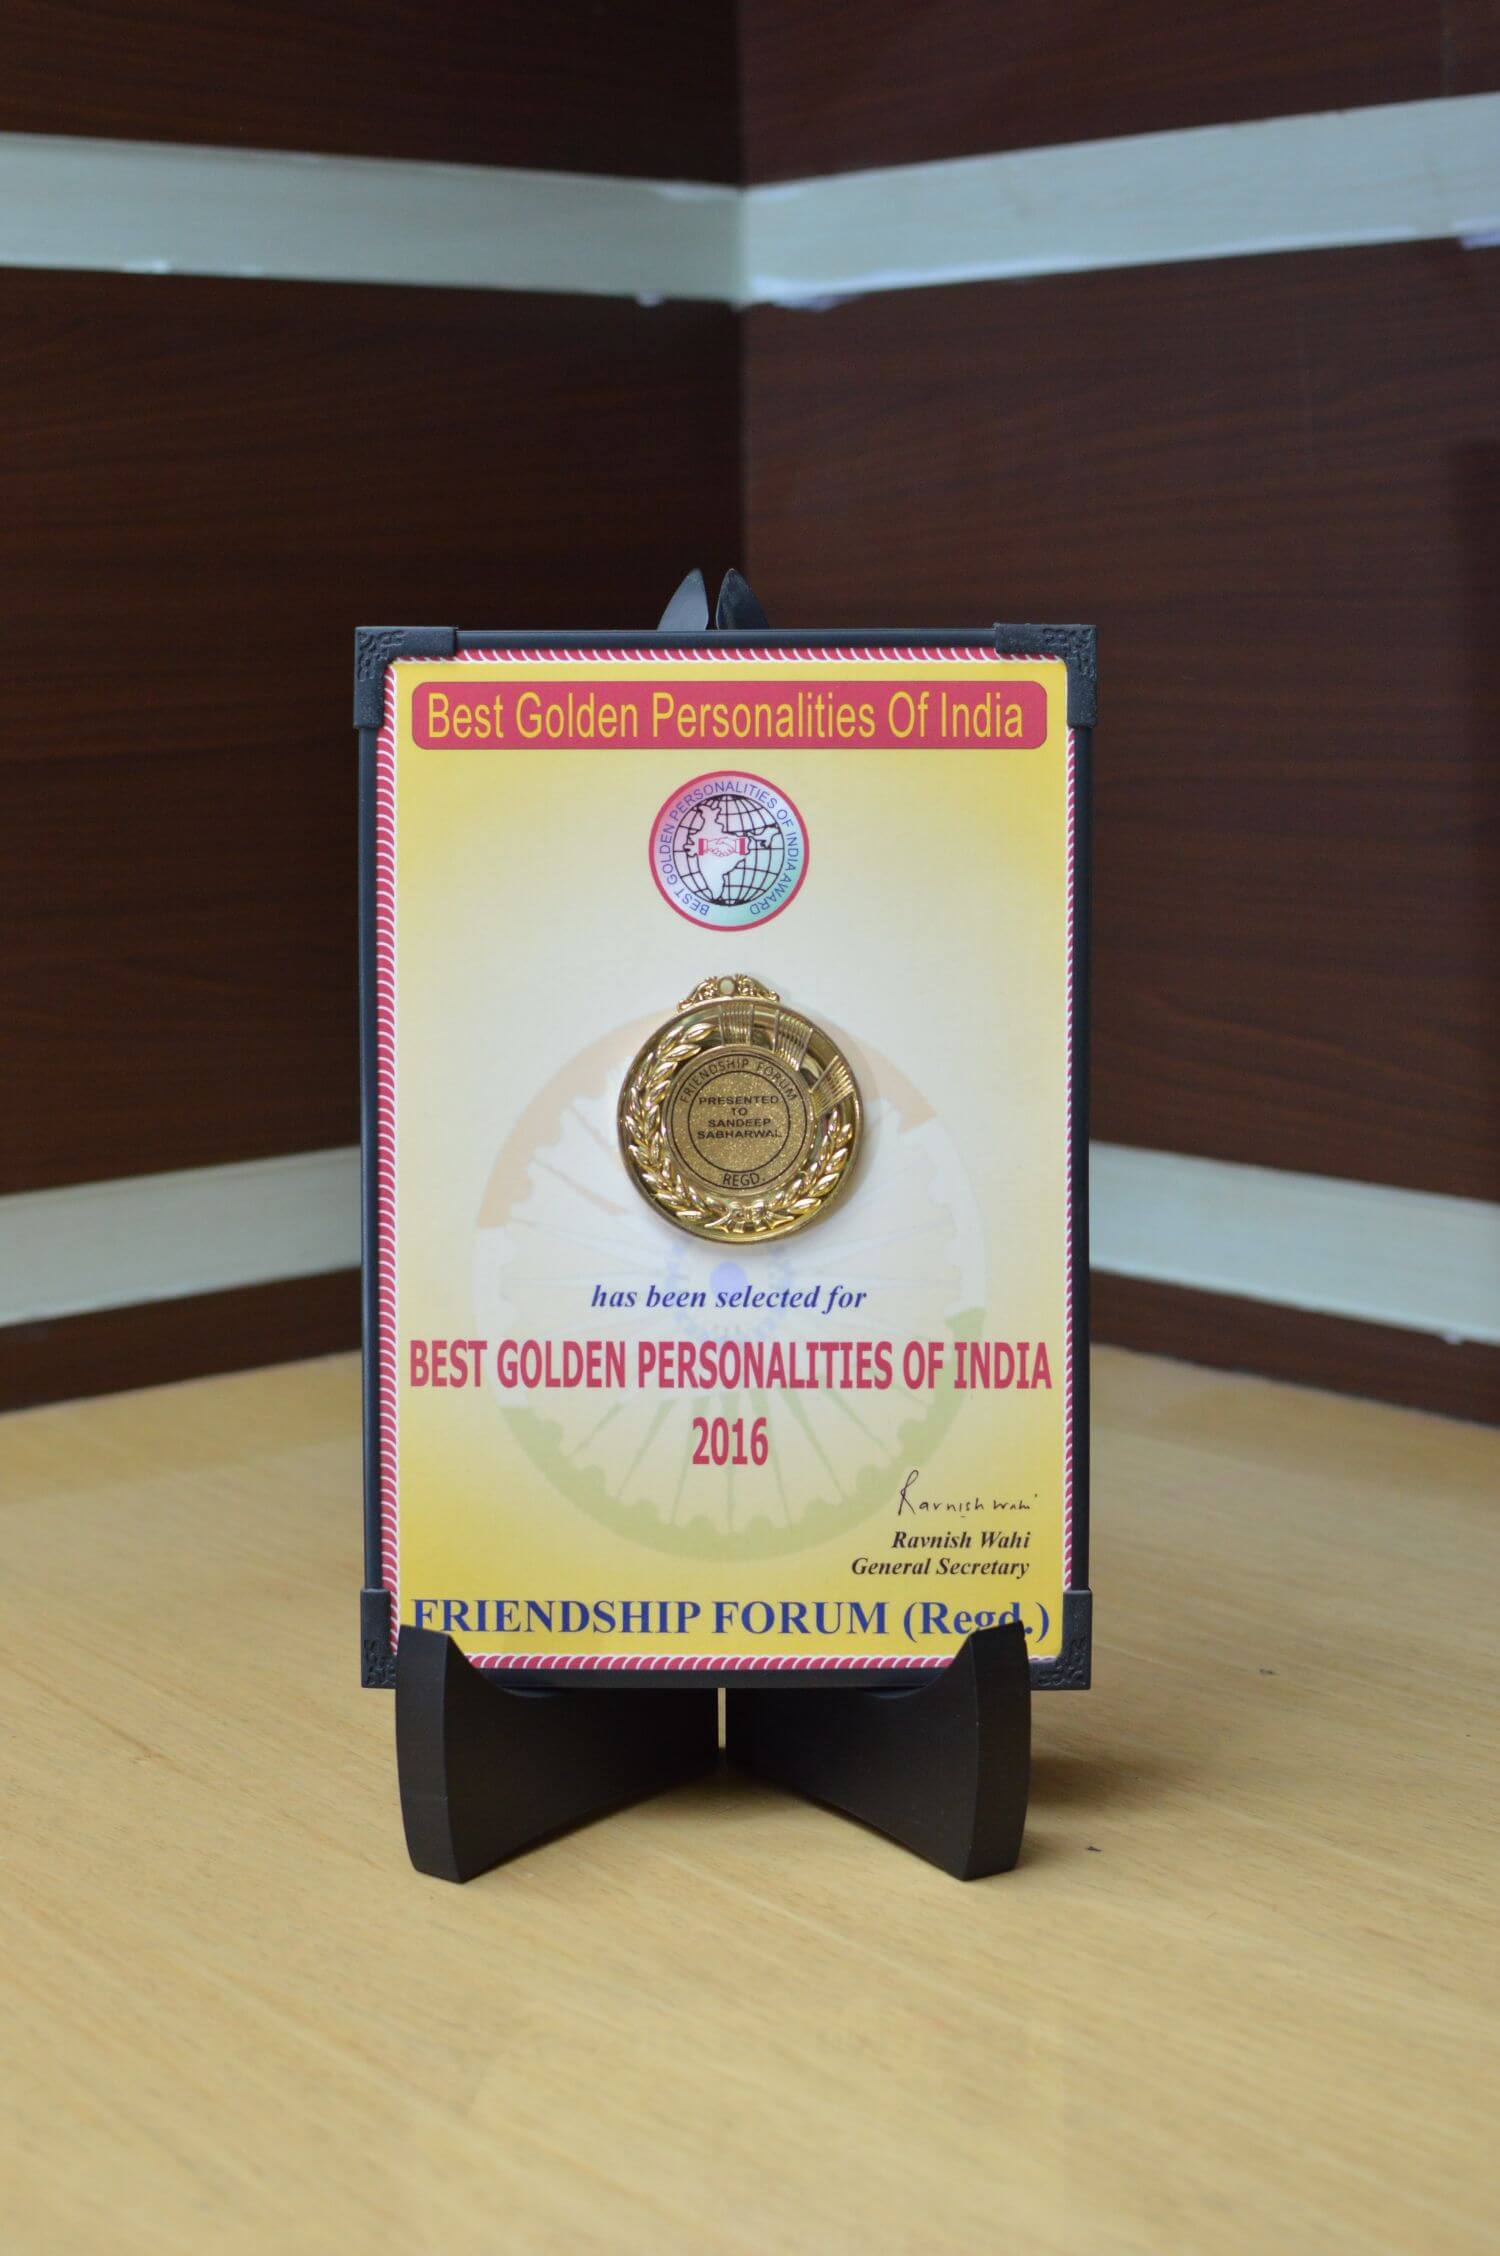 Best Golden Personalities Of India
BEST GOLDEN PERSONALITIES OF INDIA AWARD
FRIENDSHIP FORUM
PRESENTED
TO
SANDEEP
SABHARWAL
REGD.
has been selected for
BEST GOLDEN PERSONALITIES OF INDIA
2016
Ravnish Wahi
Ravnish Wahi
General Secretary
FRIENDSHIP FORUM (Regd.)